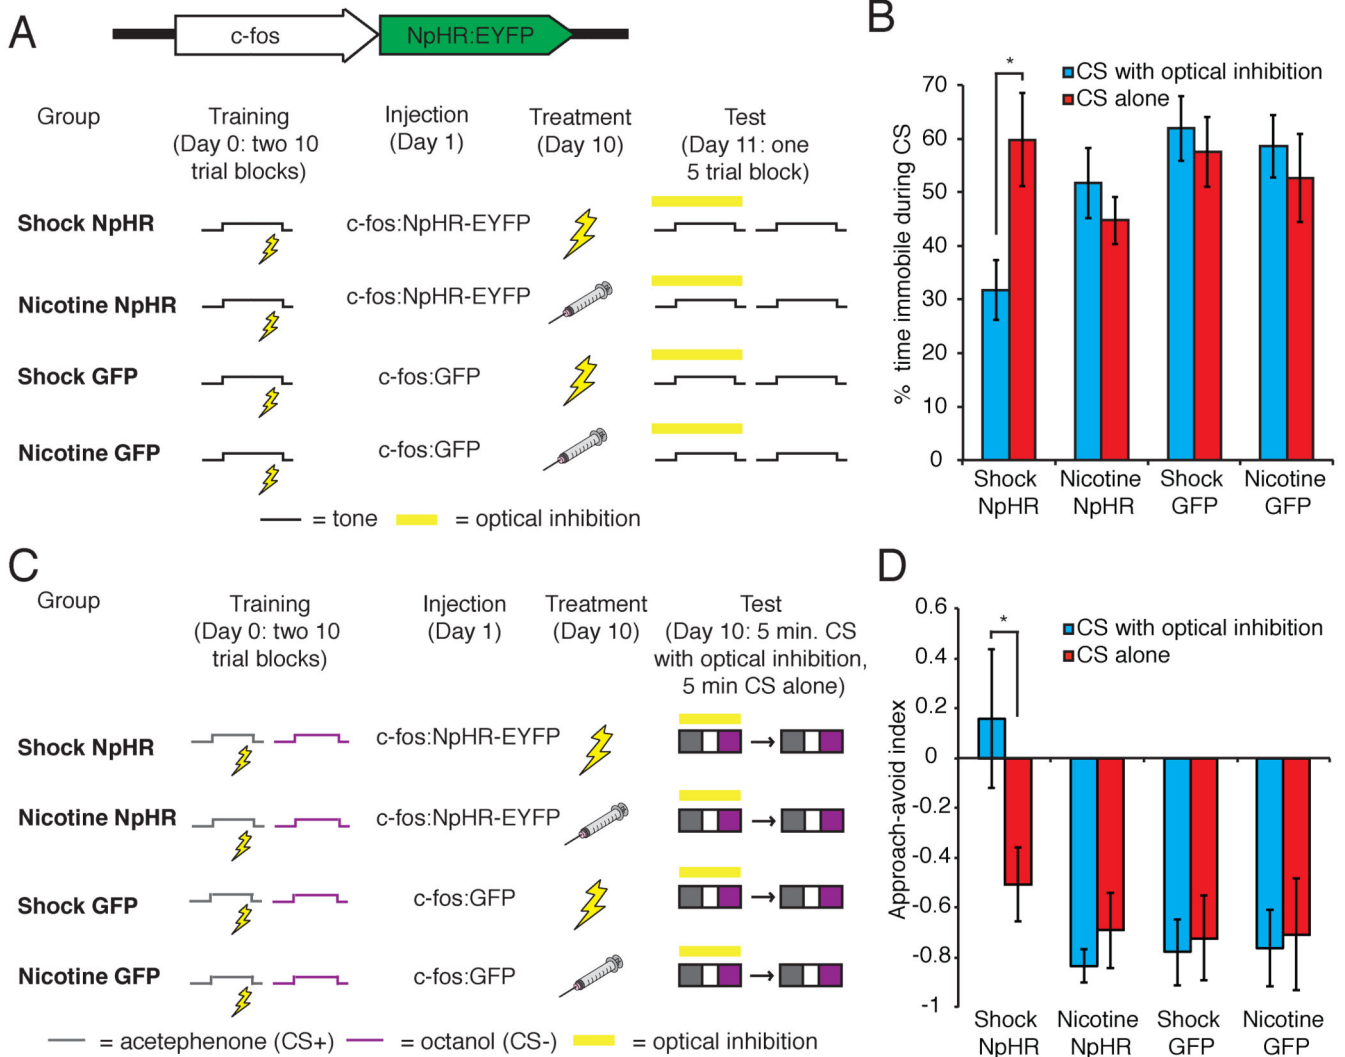 A
c-fos
NpHR:EYFP
Group
Training
(Day 0: two 10
trial blocks)
Injection
(Day 1)
Treatment
(Day 10)
Test
(Day 11: one
5 trial block)
Shock NpHR
c-fos:NpHR-EYFP
Nicotine NpHR
c-fos:NpHR-EYFP
Shock GFP
c-fos:GFP
Nicotine GFP
c-fos:GFP
= tone
= optical inhibition
B
CS with optical inhibition
CS alone
*
% time immobile during CS
70
60
50
40
30
20
10
0
Shock
NpHR
Nicotine
NpHR
Shock
GFP
Nicotine
GFP
C
Group
Training
(Day 0: two 10
trial blocks)
Injection
(Day 1)
Treatment
(Day 10)
Test
(Day 10: 5 min. CS
with optical inhibition,
5 min CS alone)
Shock NpHR
c-fos:NpHR-EYFP
Nicotine NpHR
c-fos:NpHR-EYFP
Shock GFP
c-fos:GFP
Nicotine GFP
c-fos:GFP
= acetephenone (CS+)
= octanol (CS-)
= optical inhibition
D
CS with optical inhibition
CS alone
*
Approach-avoid index
0.6
0.4
0.2
0
-0.2
-0.4
-0.6
-0.8
-1
Shock
NpHR
Nicotine
NpHR
Shock
GFP
Nicotine
GFP